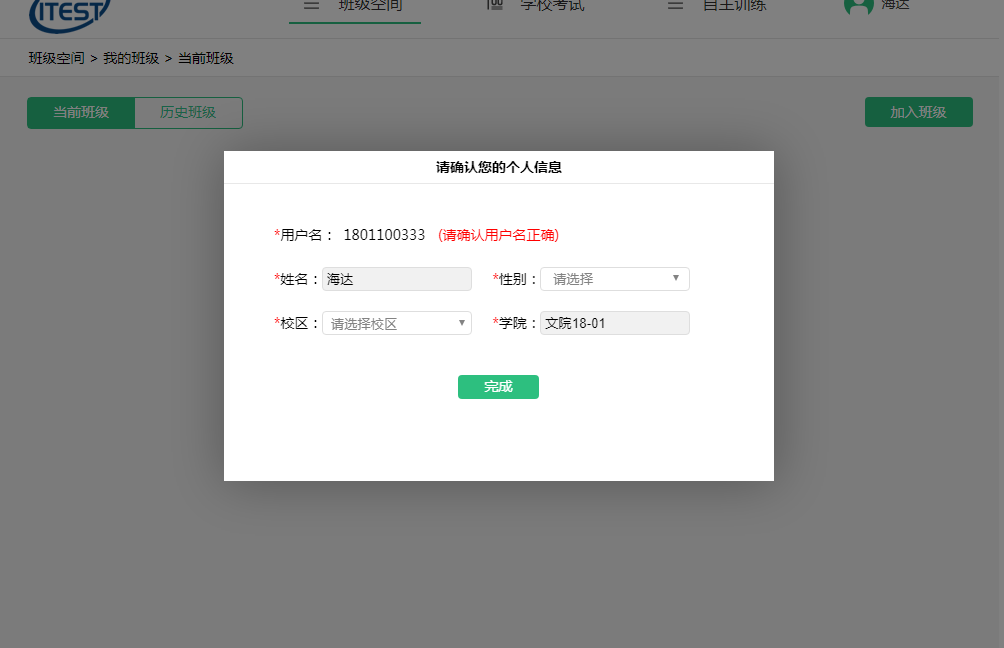 iTEST 班级空间 学校考试 自主训练 海达
班级空间 > 我的班级 > 当前班级
当前班级 历史班级 加入班级
请确认您的个人信息
*用户名： 1801100333 (请确认用户名正确)
*姓名： 海达 *性别： 请选择
*校区： 请选择校区 *学院： 文院18-01
完成